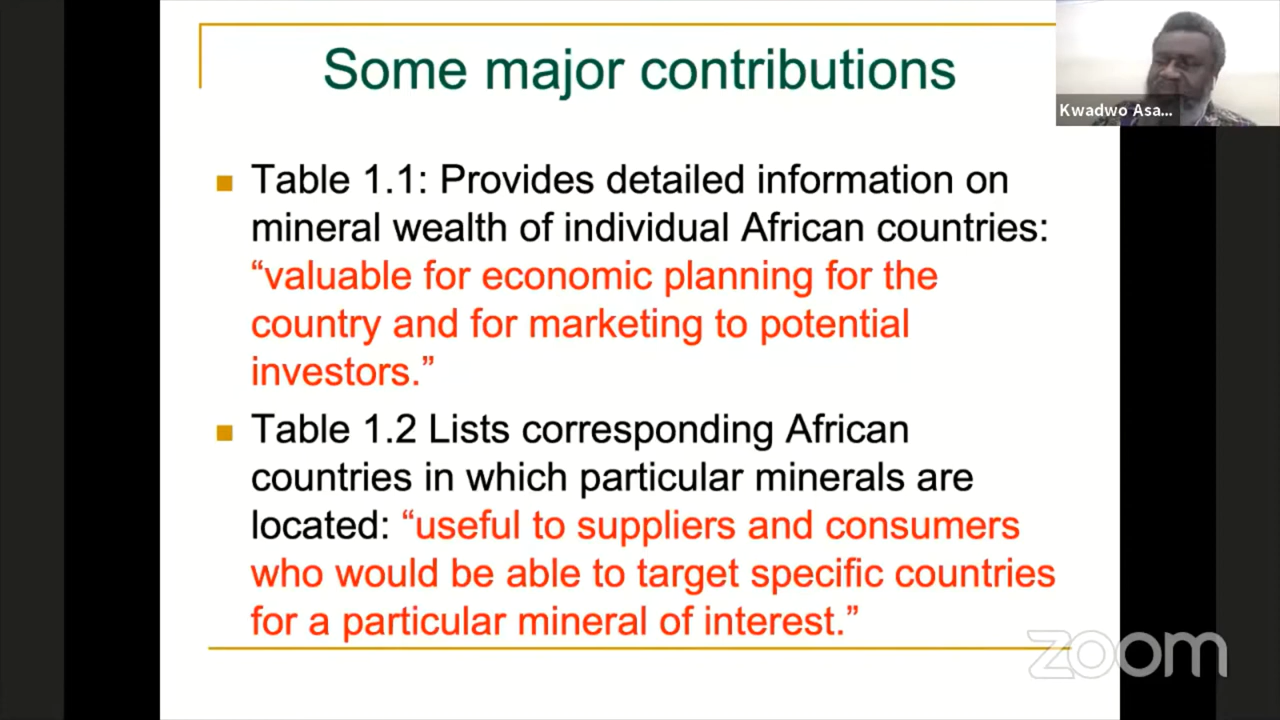 Some major contributions
Kwadwo Asa...
Table 1.1: Provides detailed information on
mineral wealth of individual African countries:
“valuable for economic planning for the
country and for marketing to potential
investors.”
Table 1.2 Lists corresponding African
countries in which particular minerals are
located: “useful to suppliers and consumers
who would be able to target specific countries
for a particular mineral of interest.”
zoom